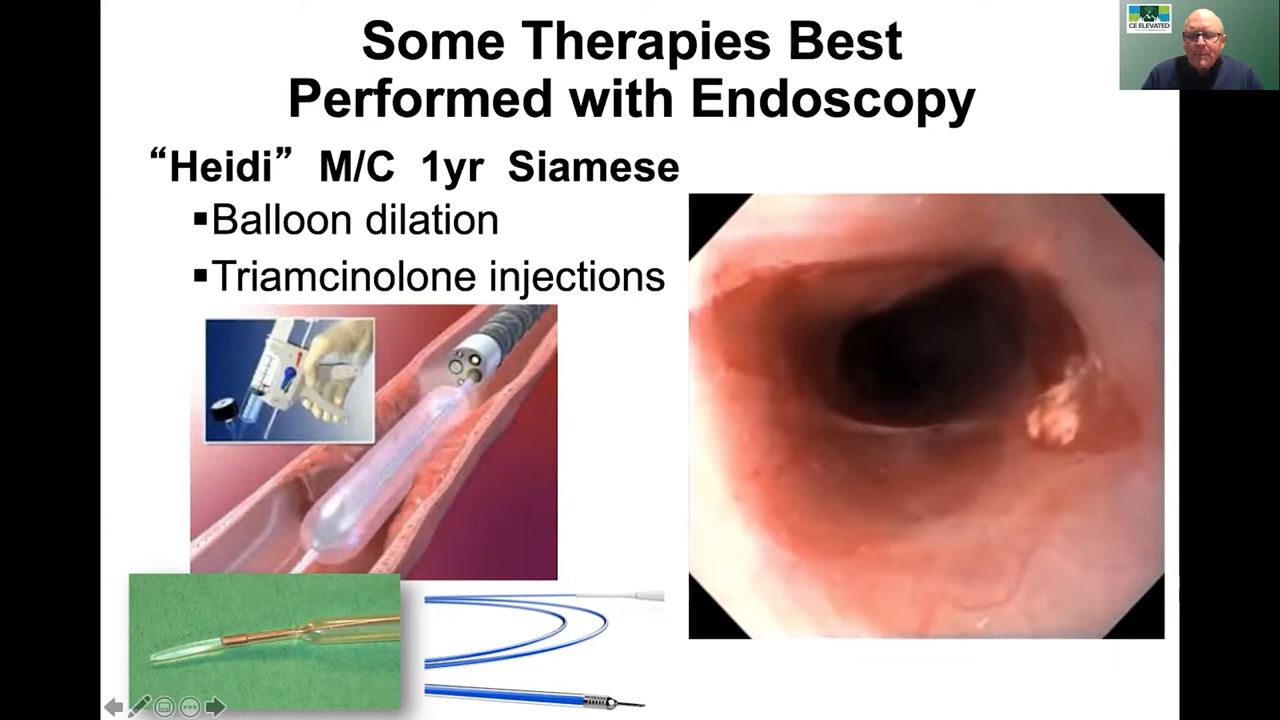 Some Therapies Best
Performed with Endoscopy
CE ELEVATED
“Heidi” M/C 1yr Siamese
▪Balloon dilation
▪Triamcinolone injections